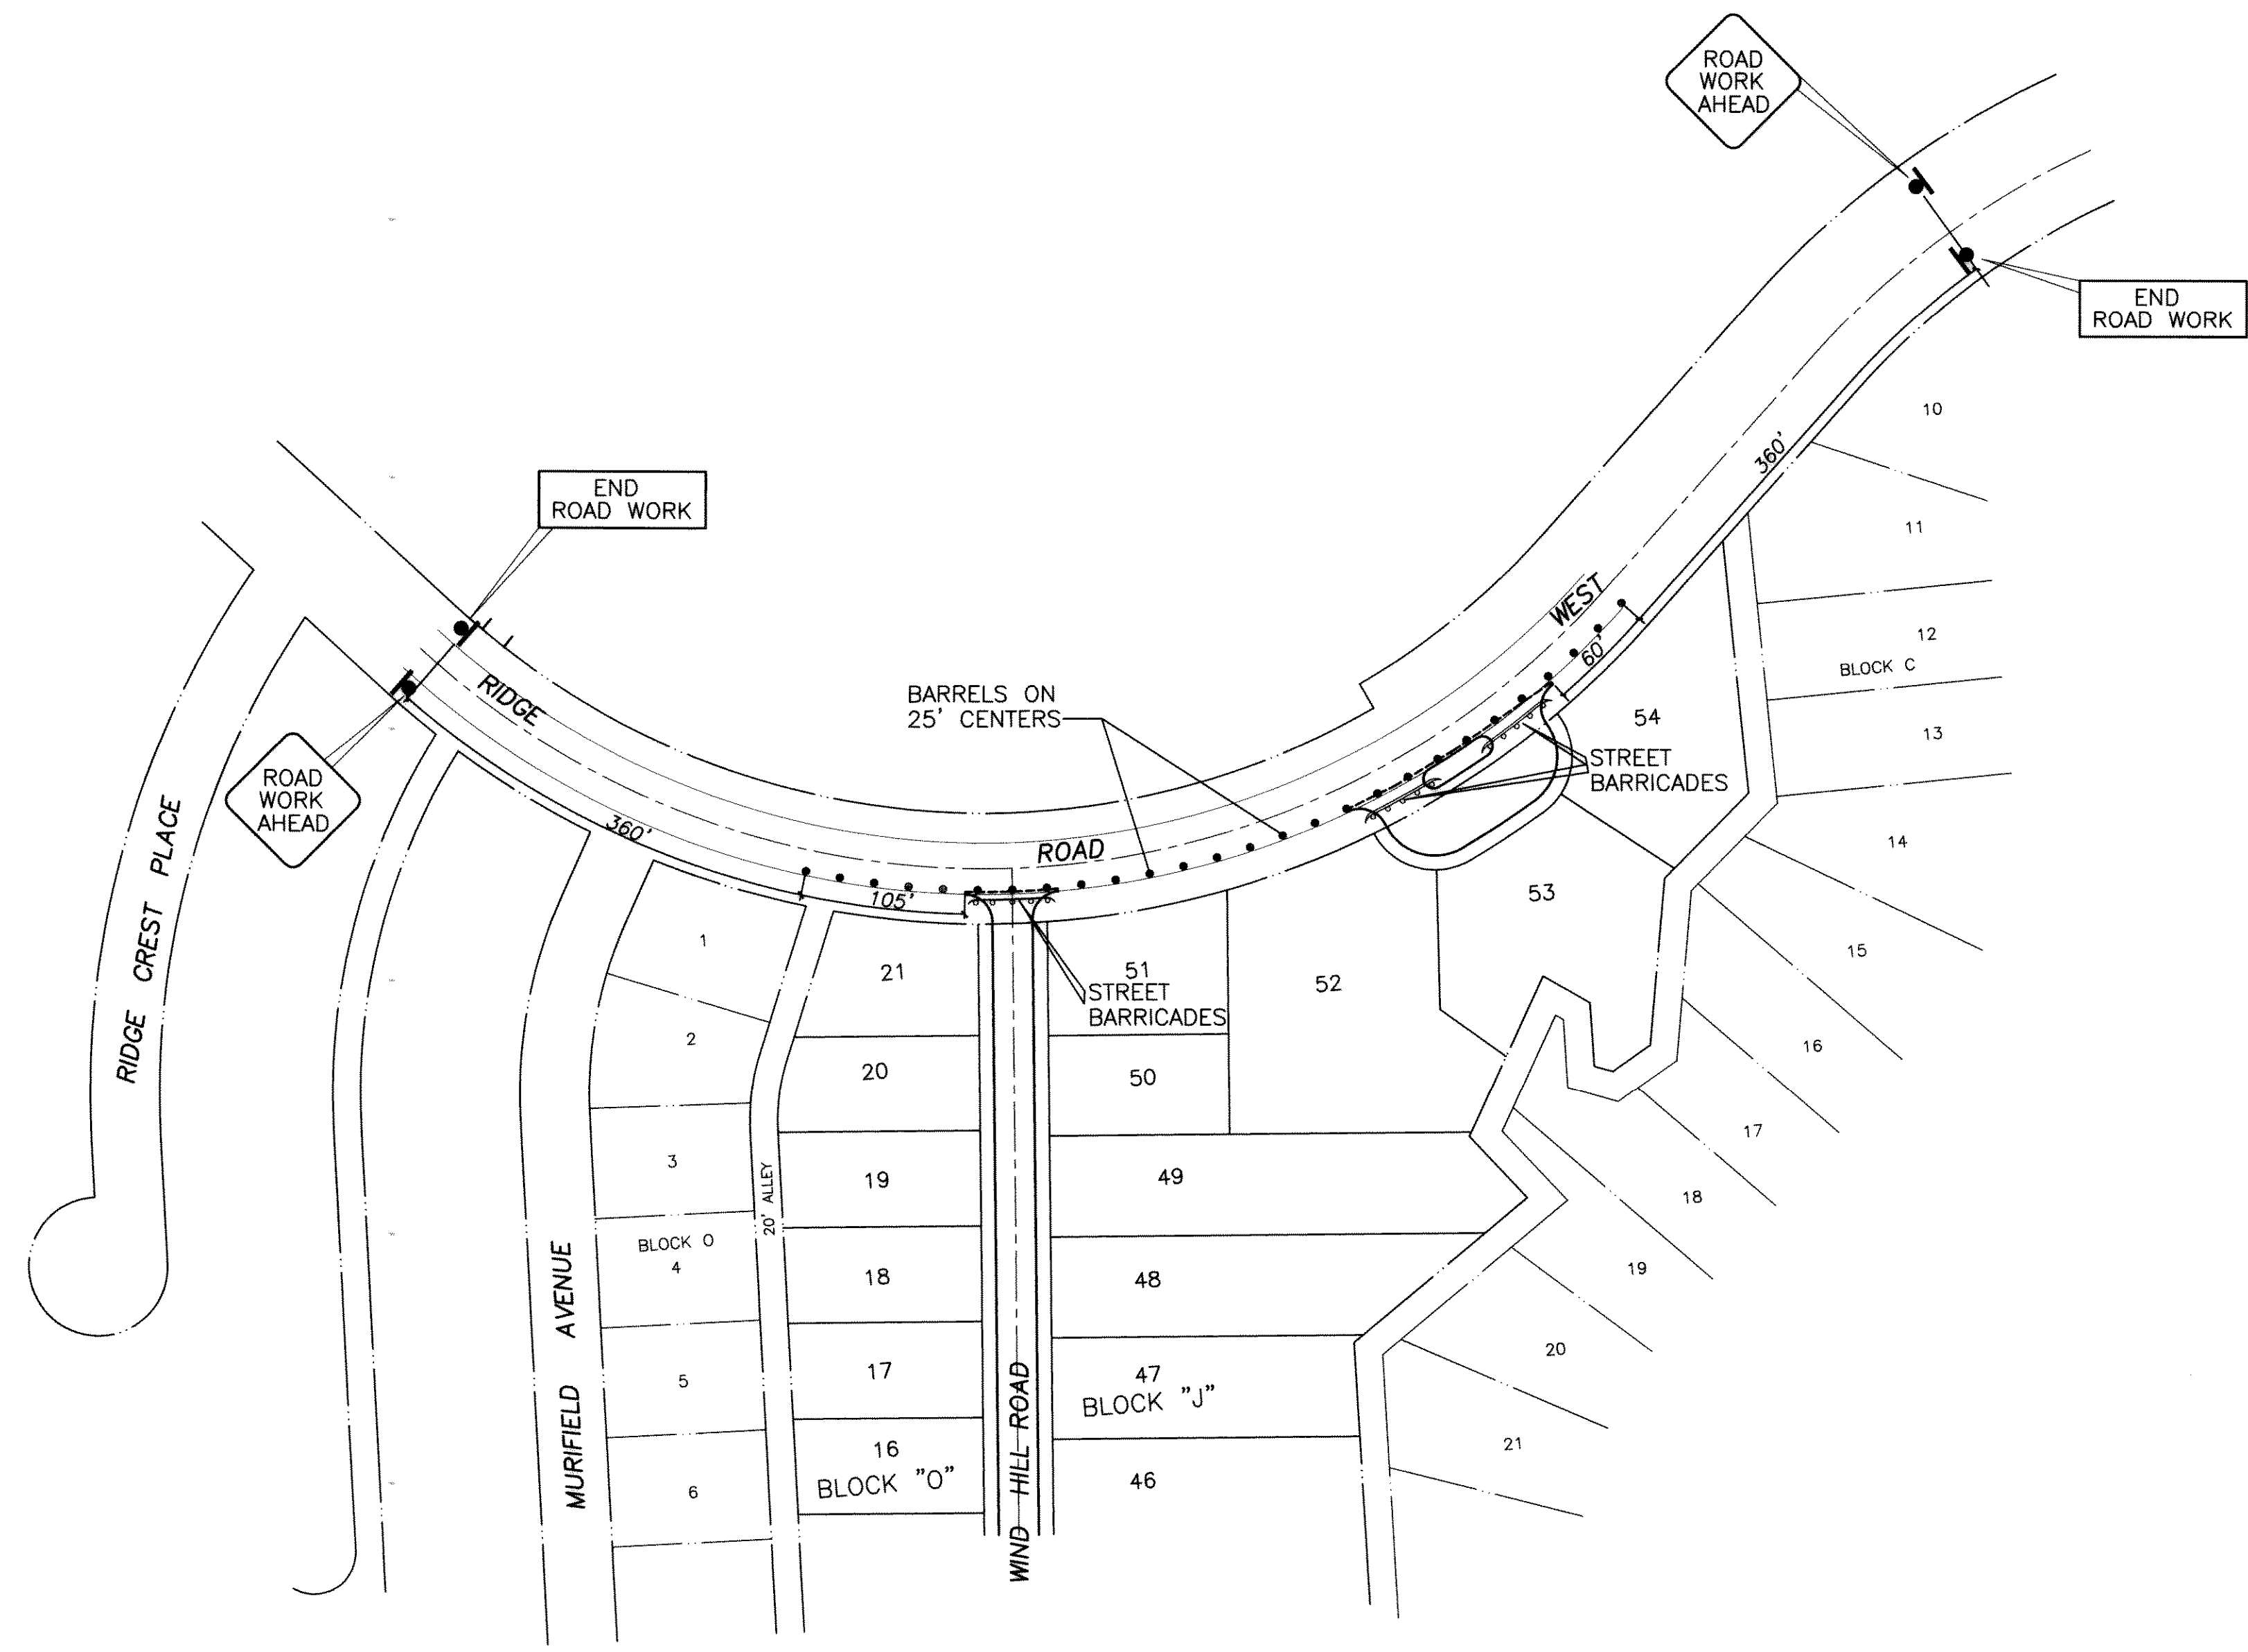 ROAD
WORK
AHEAD
END
ROAD WORK
END
ROAD WORK
ROAD
WORK
AHEAD
RIDGE
ROAD
WEST
360'
105'
60'
360'
BARRELS ON
25' CENTERS
STREET
BARRICADES
STREET
BARRICADES
RIDGE CREST PLACE
MURIFIELD AVENUE
20' ALLEY
WIND HILL ROAD
1
2
3
BLOCK O
4
5
6
21
20
19
18
17
16
BLOCK "O"
51
50
49
48
47
BLOCK "J"
46
52
53
54
10
11
12
BLOCK C
13
14
15
16
17
18
19
20
21